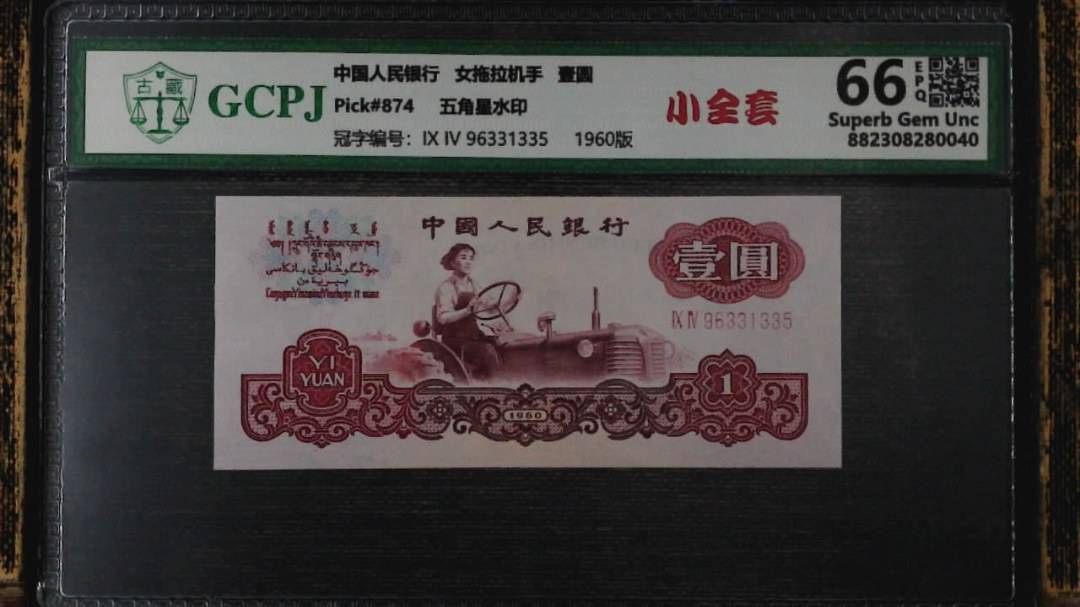 古藏
GCPJ
中国人民银行 女拖拉机手 壹圆
Pick#874 五角星水印
冠字编号: IX IV 96331335 1960版
小全套
66 EPQ
Superb Gem Unc
882308280040
中國人民銀行
壹圓
IX IV 96331335
YI
YUAN
1
1960